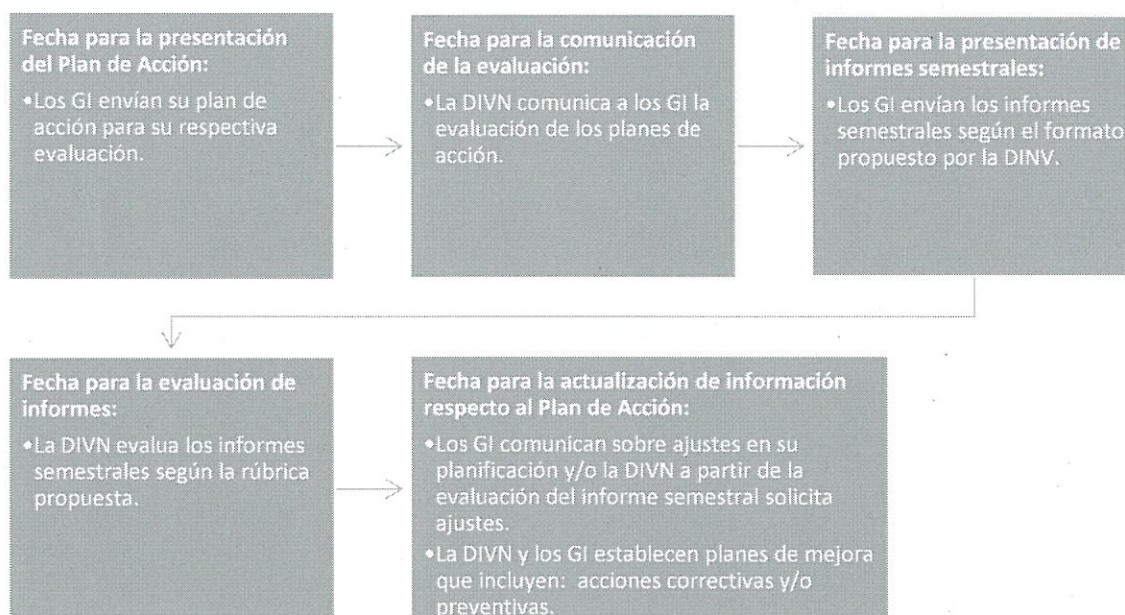 Fecha para la presentación
del Plan de Acción:
•Los GI envían su plan de
acción para su respectiva
evaluación.
Fecha para la comunicación
de la evaluación:
•La DIVN comunica a los GI la
evaluación de los planes de
acción.
Fecha para la presentación de
informes semestrales:
•Los GI envían los informes
semestrales según el formato
propuesto por la DINV.
Fecha para la evaluación de
informes:
•La DIVN evalua los informes
semestrales según la rúbrica
propuesta.
Fecha para la actualización de información
respecto al Plan de Acción:
•Los GI comunican sobre ajustes en su
planificación y/o la DIVN a partir de la
evaluación del informe semestral solicita
ajustes.
•La DIVN y los GI establecen planes de mejora
que incluyen: acciones correctivas y/o
preventivas.